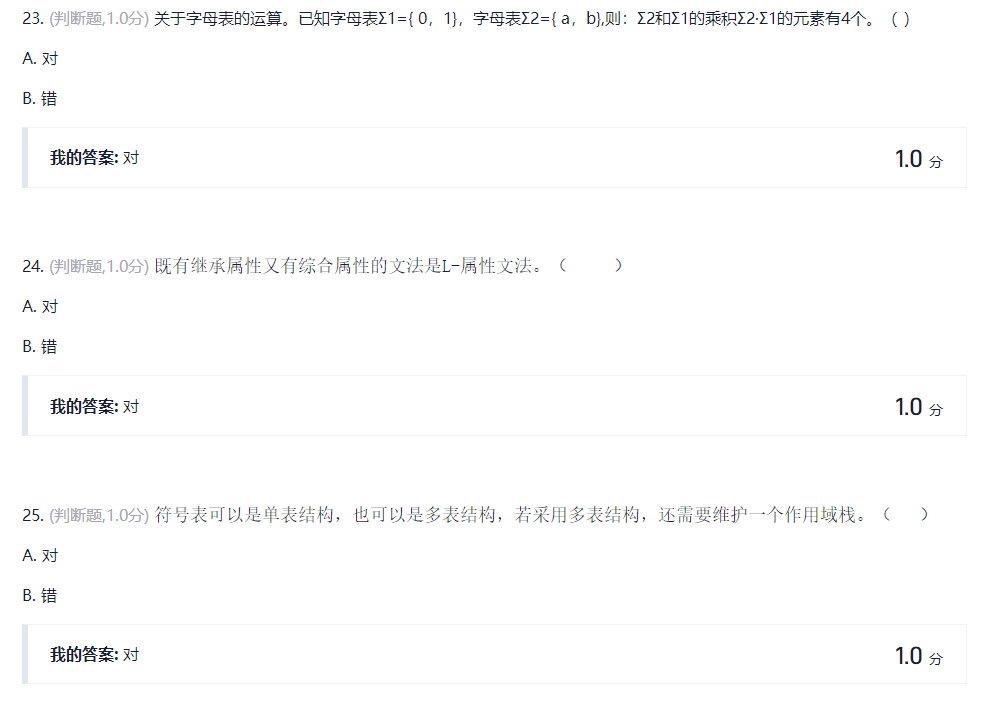 23. (判断题,1.0分) 关于字母表的运算。已知字母表Σ1={ 0，1}，字母表Σ2={ a，b},则：Σ2和Σ1的乘积Σ2·Σ1的元素有4个。（ ）
A. 对
B. 错
我的答案: 对 1.0 分
24. (判断题,1.0分) 既有继承属性又有综合属性的文法是L-属性文法。（ ）
A. 对
B. 错
我的答案: 对 1.0 分
25. (判断题,1.0分) 符号表可以是单表结构，也可以是多表结构，若采用多表结构，还需要维护一个作用域栈。（ ）
A. 对
B. 错
我的答案: 对 1.0 分